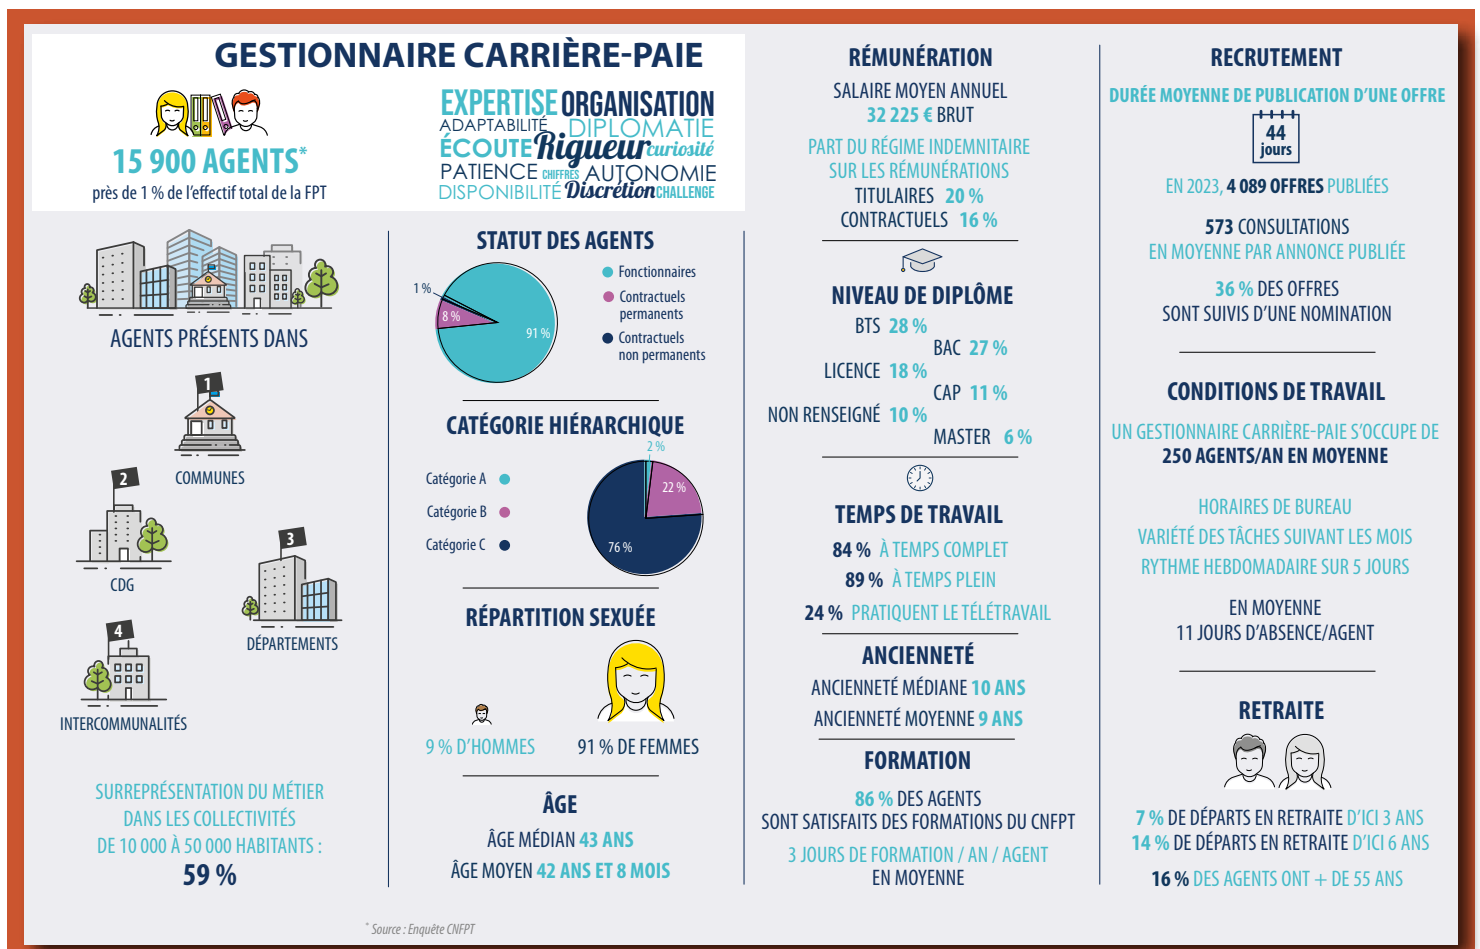 GESTIONNAIRE CARRIÈRE-PAIE
15 900 AGENTS*
près de 1 % de l'effectif total de la FPT
EXPERTISE ORGANISATION
ADAPTABILITÉ DIPLOMATIE
ÉCOUTE Rigueur curiosité
PATIENCE CHIFFRES AUTONOMIE
DISPONIBILITÉ Discrétion CHALLENGE
AGENTS PRÉSENTS DANS
1
COMMUNES
2
CDG
3
DÉPARTEMENTS
4
INTERCOMMUNALITÉS
SURREPRÉSENTATION DU MÉTIER
DANS LES COLLECTIVITÉS
DE 10 000 À 50 000 HABITANTS :
59 %
STATUT DES AGENTS
1 %
8 %
91 %
Fonctionnaires
Contractuels
permanents
Contractuels
non permanents
CATÉGORIE HIÉRARCHIQUE
2 %
22 %
76 %
Catégorie A
Catégorie B
Catégorie C
RÉPARTITION SEXUÉE
9 % D'HOMMES
91 % DE FEMMES
ÂGE
ÂGE MÉDIAN 43 ANS
ÂGE MOYEN 42 ANS ET 8 MOIS
RÉMUNÉRATION
SALAIRE MOYEN ANNUEL
32 225 € BRUT
PART DU RÉGIME INDEMNITAIRE
SUR LES RÉMUNÉRATIONS
TITULAIRES 20 %
CONTRACTUELS 16 %
NIVEAU DE DIPLÔME
BTS 28 %
BAC 27 %
LICENCE 18 %
CAP 11 %
NON RENSEIGNÉ 10 %
MASTER 6 %
TEMPS DE TRAVAIL
84 % À TEMPS COMPLET
89 % À TEMPS PLEIN
24 % PRATIQUENT LE TÉLÉTRAVAIL
ANCIENNETÉ
ANCIENNETÉ MÉDIANE 10 ANS
ANCIENNETÉ MOYENNE 9 ANS
FORMATION
86 % DES AGENTS
SONT SATISFAITS DES FORMATIONS DU CNFPT
3 JOURS DE FORMATION / AN / AGENT
EN MOYENNE
RECRUTEMENT
DURÉE MOYENNE DE PUBLICATION D'UNE OFFRE
44
jours
EN 2023, 4 089 OFFRES PUBLIÉES
573 CONSULTATIONS
EN MOYENNE PAR ANNONCE PUBLIÉE
36 % DES OFFRES
SONT SUIVIS D'UNE NOMINATION
CONDITIONS DE TRAVAIL
UN GESTIONNAIRE CARRIÈRE-PAIE S'OCCUPE DE
250 AGENTS/AN EN MOYENNE
HORAIRES DE BUREAU
VARIÉTÉ DES TÂCHES SUIVANT LES MOIS
RYTHME HEBDOMADAIRE SUR 5 JOURS
EN MOYENNE
11 JOURS D'ABSENCE/AGENT
RETRAITE
7 % DE DÉPARTS EN RETRAITE D'ICI 3 ANS
14 % DE DÉPARTS EN RETRAITE D'ICI 6 ANS
16 % DES AGENTS ONT + DE 55 ANS
* Source : Enquête CNFPT